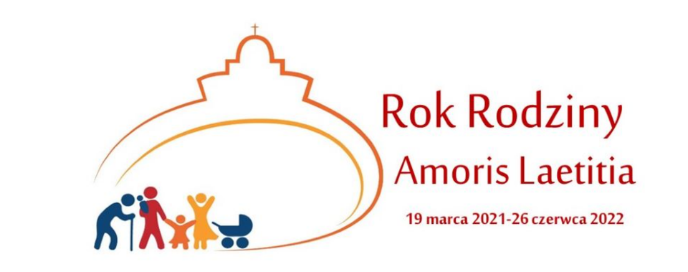 Rok Rodziny
Amoris Laetitia
19 marca 2021-26 czerwca 2022